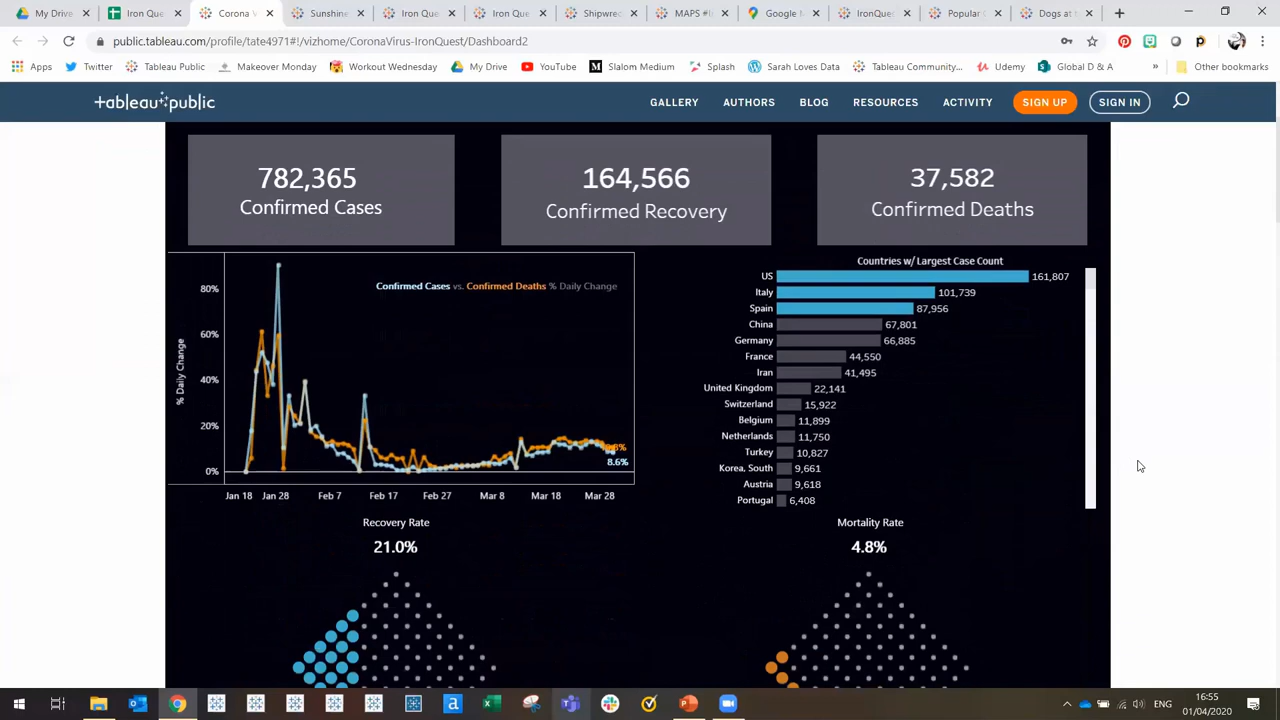 My Drive
Iron Que
Corona V
Sunshine
Iron Que
Iron Que
Shipwrec
MAPS #I
Google
IronQues
Popular
Dogs at
public.tableau.com/profile/tate4971#!/vizhome/CoronaVirus-IronQuest/Dashboard2
Apps
Twitter
Tableau Public
Makeover Monday
Workout Wednesday
My Drive
YouTube
Slalom Medium
Splash
Sarah Loves Data
Tableau Community...
Udemy
Global D & A
»
Other bookmarks
+ableau+public
GALLERY
AUTHORS
BLOG
RESOURCES
ACTIVITY
SIGN UP
SIGN IN
782,365
Confirmed Cases
164,566
Confirmed Recovery
37,582
Confirmed Deaths
Confirmed Cases vs. Confirmed Deaths % Daily Change
% Daily Change
80%
60%
40%
20%
0%
8.6%
Jan 18
Jan 28
Feb 7
Feb 17
Feb 27
Mar 8
Mar 18
Mar 28
Countries w/ Largest Case Count
US 161,807
Italy 101,739
Spain 87,956
China 67,801
Germany 66,885
France 44,550
Iran 41,495
United Kingdom 22,141
Switzerland 15,922
Belgium 11,899
Netherlands 11,750
Turkey 10,827
Korea, South 9,661
Austria 9,618
Portugal 6,408
Recovery Rate
21.0%
Mortality Rate
4.8%
ENG
16:55
01/04/2020